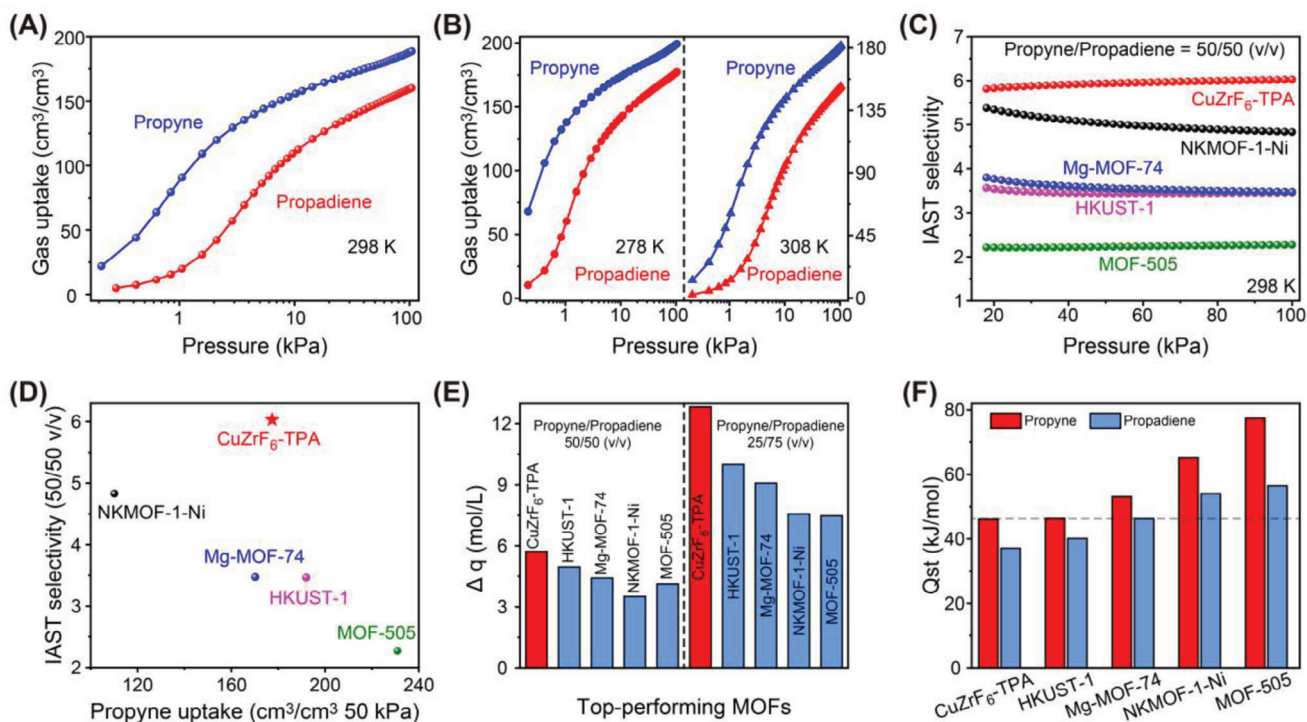 (A)
200
150
100
50
0
Gas uptake (cm³/cm³)
Propyne
Propadiene
298 K
1
10
100
Pressure (kPa)
(B)
200
150
100
50
0
Gas uptake (cm³/cm³)
Propyne
278 K
Propadiene
Propyne
308 K
Propadiene
180
135
90
45
0
1
10
100
1
10
100
Pressure (kPa)
(C)
7
6
5
4
3
2
1
IAST selectivity
Propyne/Propadiene = 50/50 (v/v)
CuZrF₆-TPA
NKMOF-1-Ni
Mg-MOF-74
HKUST-1
MOF-505
298 K
20
40
60
80
100
Pressure (kPa)
(D)
6
5
4
3
2
IAST selectivity (50/50 v/v)
CuZrF₆-TPA
NKMOF-1-Ni
Mg-MOF-74
HKUST-1
MOF-505
120
160
200
240
Propyne uptake (cm³/cm³ 50 kPa)
(E)
12
9
6
3
0
Δ q (mol/L)
Propyne/Propadiene
50/50 (v/v)
CuZrF₆-TPA
HKUST-1
Mg-MOF-74
NKMOF-1-Ni
MOF-505
Propyne/Propadiene
25/75 (v/v)
CuZrF₆-TPA
HKUST-1
Mg-MOF-74
NKMOF-1-Ni
MOF-505
Top-performing MOFs
(F)
80
60
40
20
0
Qst (kJ/mol)
Propyne
Propadiene
CuZrF₆-TPA
HKUST-1
Mg-MOF-74
NKMOF-1-Ni
MOF-505